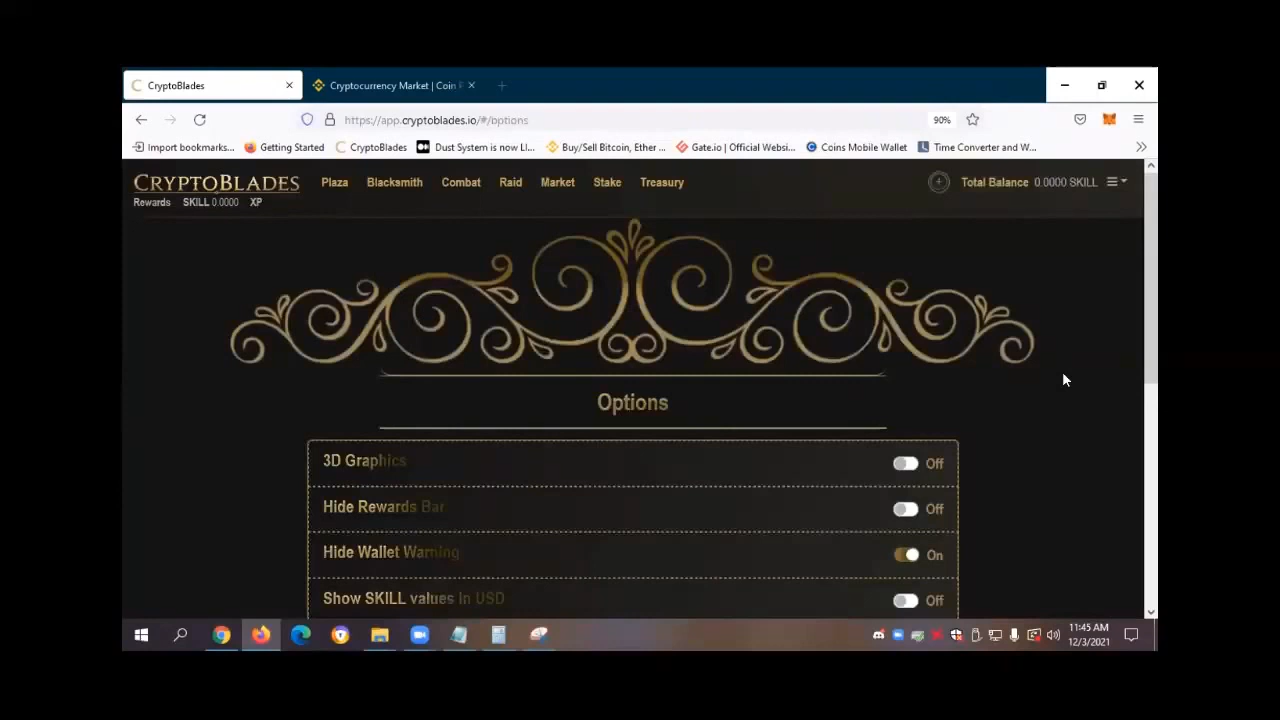 CryptoBlades
Cryptocurrency Market | Coin
https://app.cryptoblades.io/#/options
90%
Import bookmarks...
Getting Started
CryptoBlades
Dust System is now LI...
Buy/Sell Bitcoin, Ether ...
Gate.io | Official Websi...
Coins Mobile Wallet
Time Converter and W...
CRYPTOBLADES
Plaza
Blacksmith
Combat
Raid
Market
Stake
Treasury
Total Balance 0.0000 SKILL
Rewards SKILL 0.0000 XP
Options
3D Graphics
Off
Hide Rewards Bar
Off
Hide Wallet Warning
On
Show SKILL values in USD
Off
11:45 AM
12/3/2021